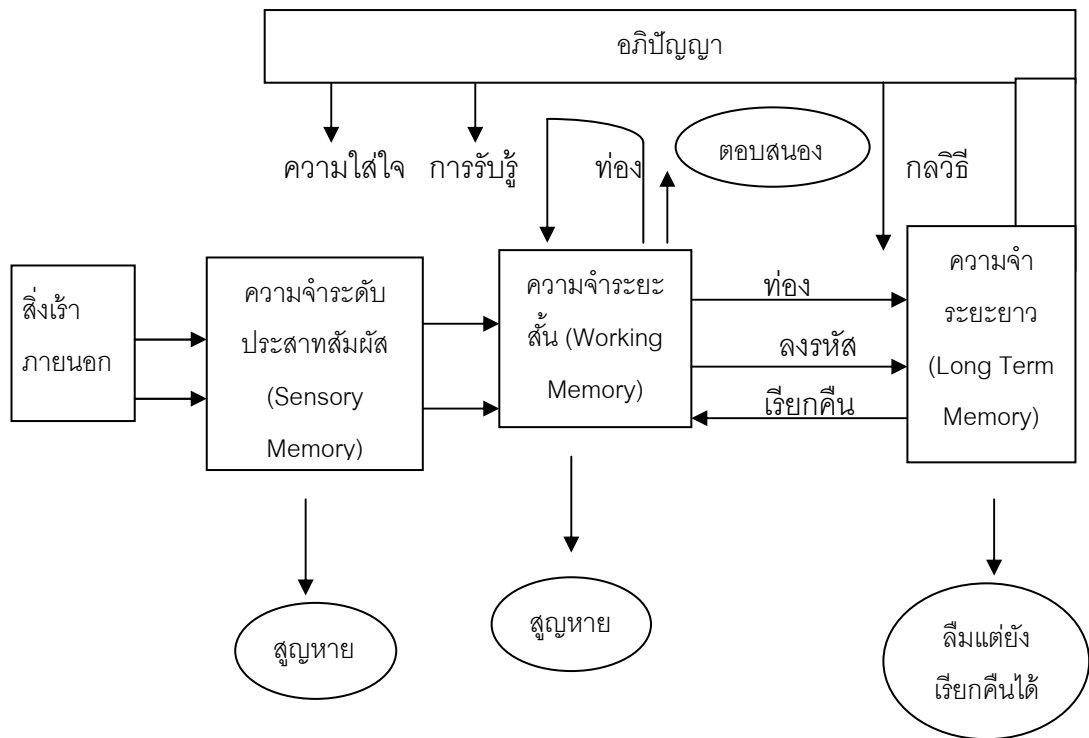 อภิปัญญา
ความใส่ใจ
การรับรู้
ท่อง
ตอบสนอง
กลวิธี
สิ่งเร้า
ภายนอก
ความจำระดับ
ประสาทสัมผัส
(Sensory
Memory)
ความจำระยะ
สั้น (Working
Memory)
ท่อง
ลงรหัส
เรียกคืน
ความจำ
ระยะยาว
(Long Term
Memory)
สูญหาย
สูญหาย
ลืมแต่ยัง
เรียกคืนได้